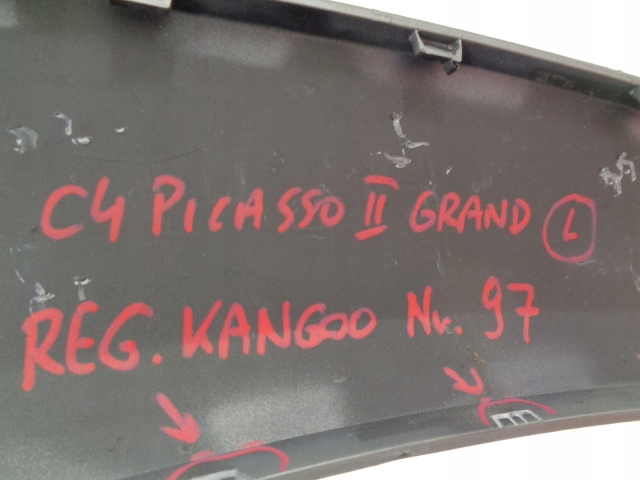 C4 PICASSO II GRAND L
REG. KANGOO Nr. 97